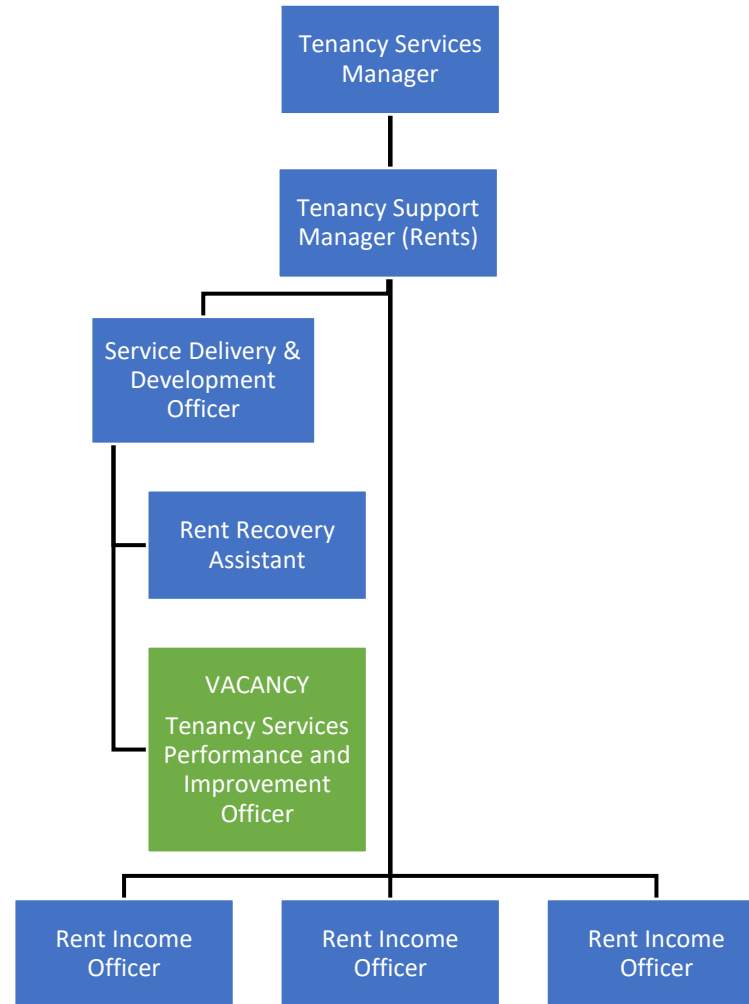 Tenancy Services
Manager
Tenancy Support
Manager (Rents)
Service Delivery &
Development
Officer
Rent Recovery
Assistant
VACANCY
Tenancy Services
Performance and
Improvement
Officer
Rent Income
Officer
Rent Income
Officer
Rent Income
Officer